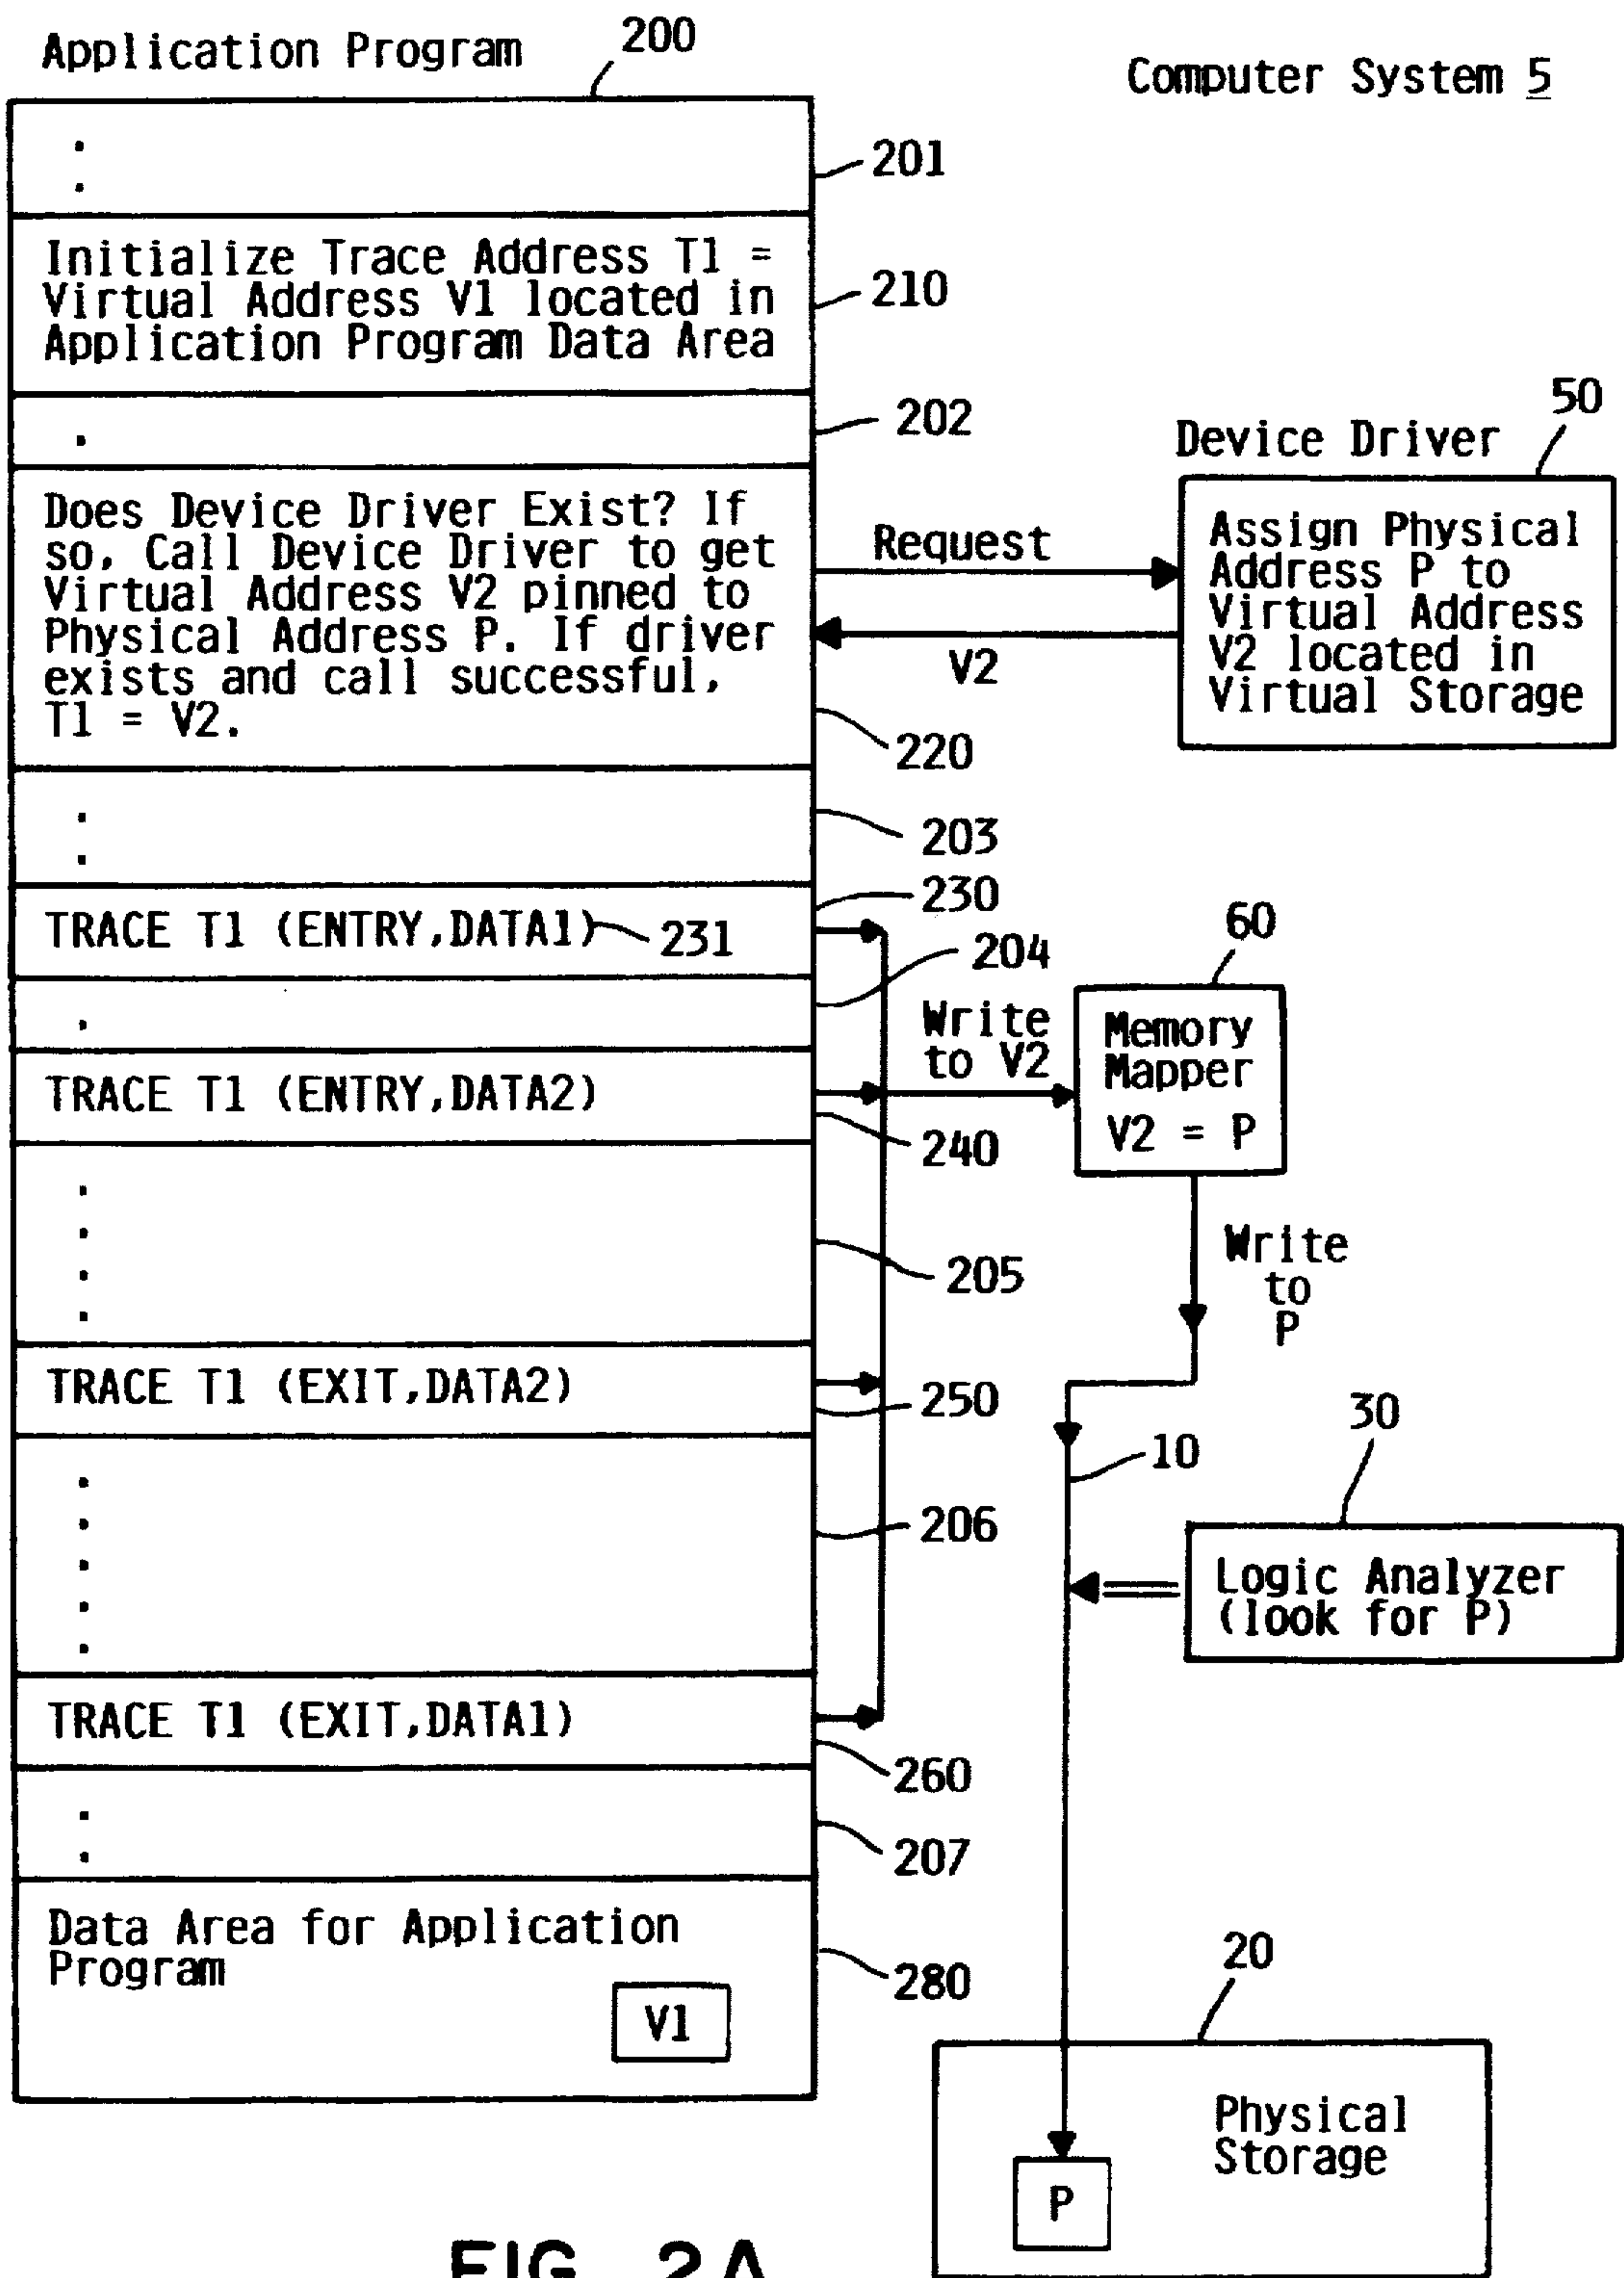 Application Program
200
Computer System 5
201
Initialize Trace Address T1 =
Virtual Address V1 located in
Application Program Data Area
210
202
Does Device Driver Exist? If
so, Call Device Driver to get
Virtual Address V2 pinned to
Physical Address P. If driver
exists and call successful,
T1 = V2.
220
Request
V2
Device Driver
50
Assign Physical
Address P to
Virtual Address
V2 located in
Virtual Storage
203
230
TRACE T1 (ENTRY,DATA1)
231
204
Write
to V2
60
Memory
Mapper
V2 = P
TRACE T1 (ENTRY,DATA2)
240
205
Write
to
P
TRACE T1 (EXIT,DATA2)
250
10
30
206
Logic Analyzer
(look for P)
TRACE T1 (EXIT,DATA1)
260
207
Data Area for Application
Program
280
V1
20
Physical
Storage
P
FIG. 2A